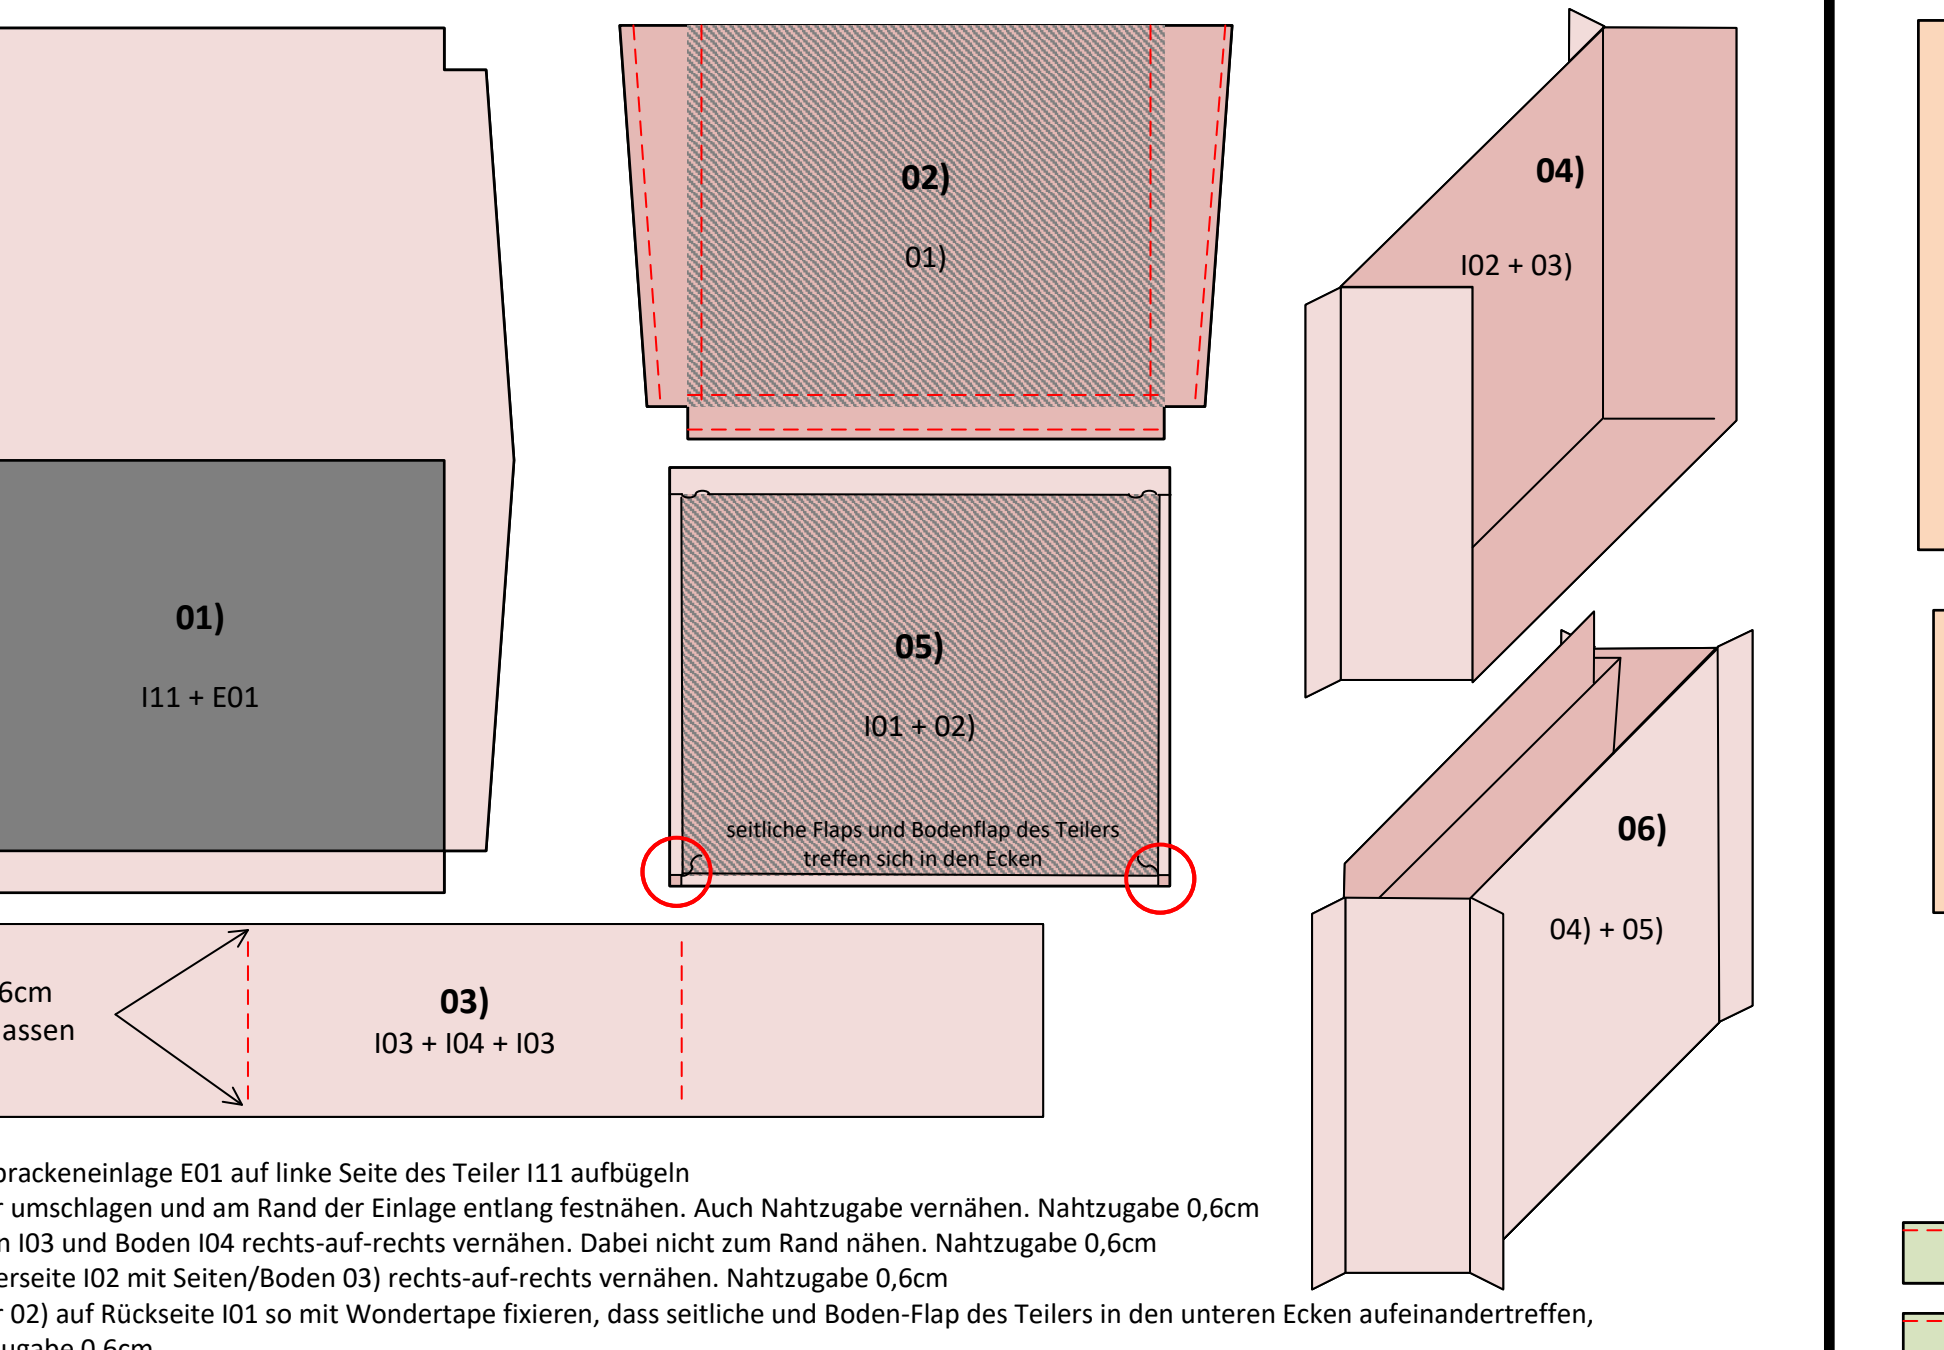 02)
01)
04)
I02 + 03)
01)
I11 + E01
05)
I01 + 02)
seitliche Flaps und Bodenflap des Teilers
treffen sich in den Ecken
06)
04) + 05)
6cm
assen
03)
I03 + I04 + I03
brackeneinlage E01 auf linke Seite des Teiler I11 aufbügeln
r umschlagen und am Rand der Einlage entlang festnähen. Auch Nahtzugabe vernähen. Nahtzugabe 0,6cm
n I03 und Boden I04 rechts-auf-rechts vernähen. Dabei nicht zum Rand nähen. Nahtzugabe 0,6cm
erseite I02 mit Seiten/Boden 03) rechts-auf-rechts vernähen. Nahtzugabe 0,6cm
r 02) auf Rückseite I01 so mit Wondertape fixieren, dass seitliche und Boden-Flap des Teilers in den unteren Ecken aufeinandertreffen,
ugabe 0,6cm